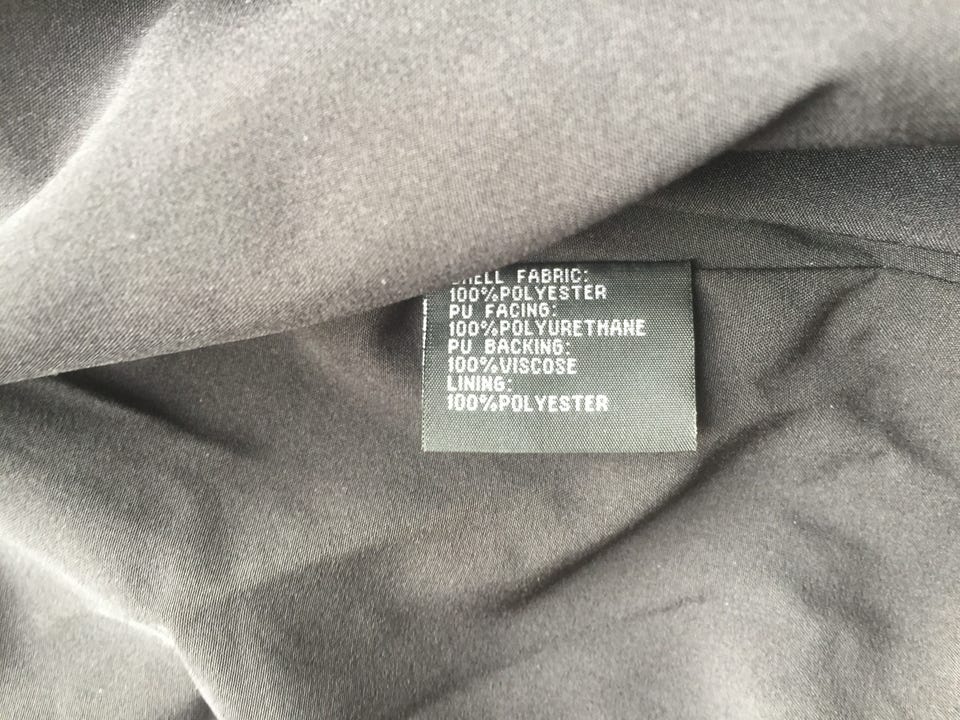 SHELL FABRIC:
100%POLYESTER
PU FACING:
100%POLYURETHANE
PU BACKING:
100%VISCOSE
LINING:
100%POLYESTER